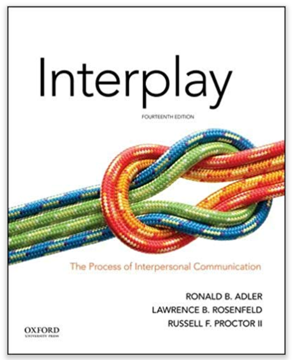 Interplay
FOURTEENTH EDITION
The Process of Interpersonal Communication
RONALD B. ADLER
LAWRENCE B. ROSENFELD
RUSSELL F. PROCTOR II
OXFORD
UNIVERSITY PRESS